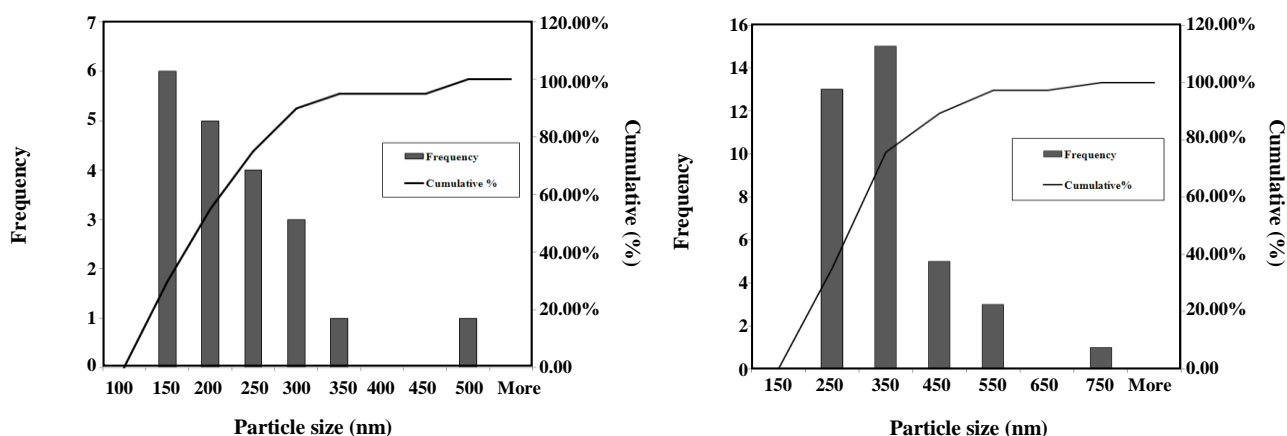 7
6
5
4
3
2
1
0
Frequency
120.00%
100.00%
80.00%
60.00%
40.00%
20.00%
0.00
Cumulative (%)
Frequency
Cumulative %
100 150 200 250 300 350 400 450 500 More
Particle size (nm)
16
14
12
10
8
6
4
2
0
Frequency
120.00%
100.00%
80.00%
60.00%
40.00%
20.00%
0.00%
Cumulative (%)
Frequency
Cumulative%
150 250 350 450 550 650 750 More
Particle size (nm)